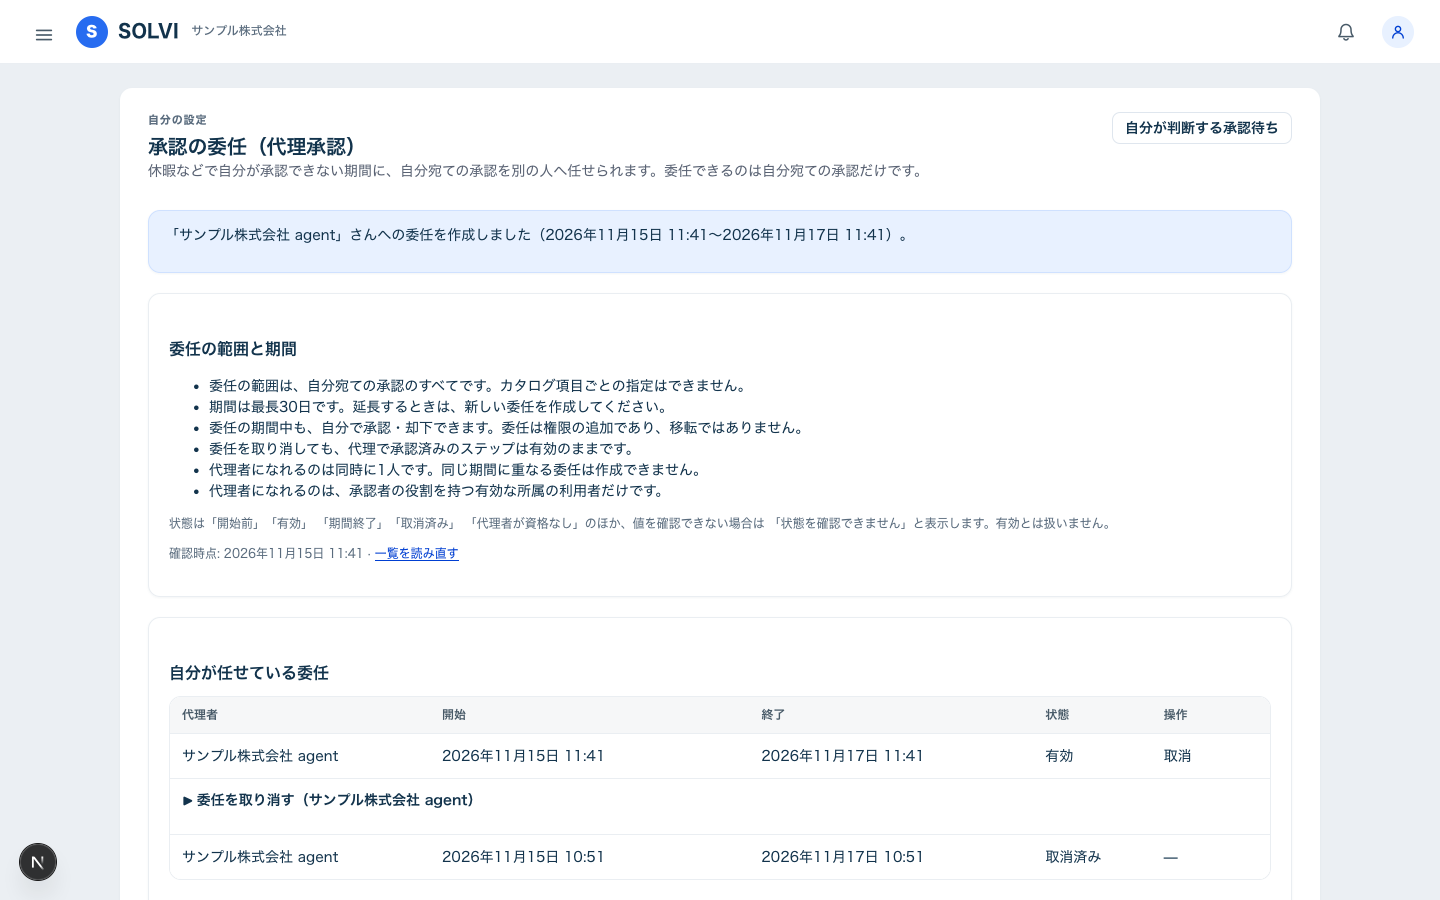 S SOLVI サンプル株式会社
自分の設定
承認の委任（代理承認）
自分が判断する承認待ち
休暇などで自分が承認できない期間に、自分宛ての承認を別の人へ任せられます。委任できるのは自分宛ての承認だけです。
「サンプル株式会社 agent」さんへの委任を作成しました（2026年11月15日 11:41〜2026年11月17日 11:41）。
委任の範囲と期間
• 委任の範囲は、自分宛ての承認のすべてです。カタログ項目ごとの指定はできません。
• 期間は最長30日です。延長するときは、新しい委任を作成してください。
• 委任の期間中も、自分で承認・却下できます。委任は権限の追加であり、移転ではありません。
• 委任を取り消しても、代理で承認済みのステップは有効のままです。
• 代理者になれるのは同時に1人です。同じ期間に重なる委任は作成できません。
• 代理者になれるのは、承認者の役割を持つ有効な所属の利用者だけです。
状態は「開始前」「有効」 「期間終了」「取消済み」 「代理者が資格なし」のほか、値を確認できない場合は 「状態を確認できません」と表示します。有効とは扱いません。
確認時点: 2026年11月15日 11:41 · 一覧を読み直す
自分が任せている委任
代理者 開始 終了 状態 操作
サンプル株式会社 agent 2026年11月15日 11:41 2026年11月17日 11:41 有効 取消
▶ 委任を取り消す（サンプル株式会社 agent）
サンプル株式会社 agent 2026年11月15日 10:51 2026年11月17日 10:51 取消済み —
N